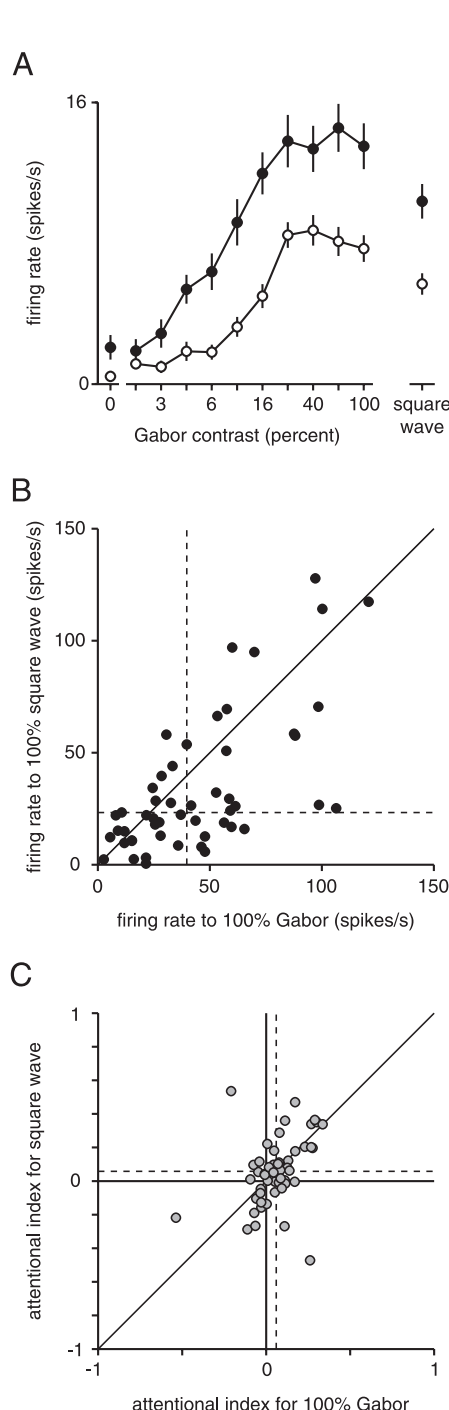 A
16
firing rate (spikes/s)
0
0 3 6 16 40 100 square
wave
Gabor contrast (percent)
B
150
firing rate to 100% square wave (spikes/s)
100
50
0
0 50 100 150
firing rate to 100% Gabor (spikes/s)
C
1
attentional index for square wave
0
-1
-1 0 1
attentional index for 100% Gabor